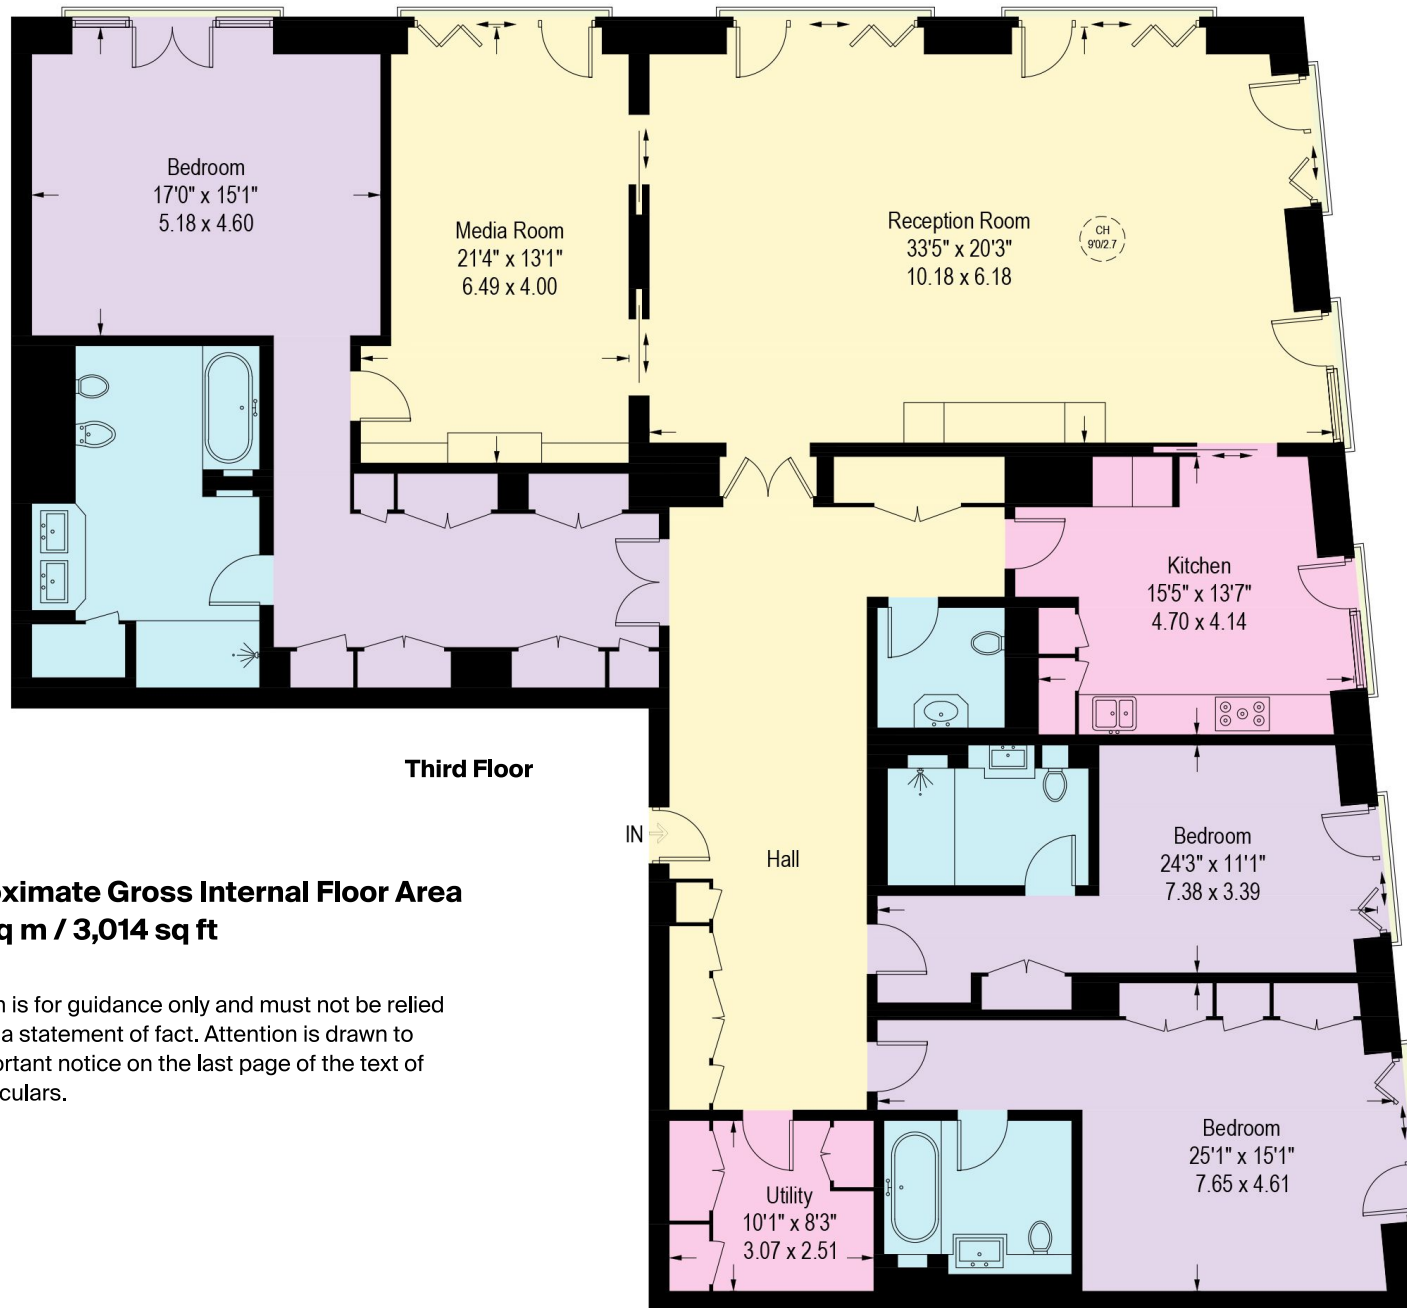 Bedroom
17'0" x 15'1"
5.18 x 4.60
Media Room
21'4" x 13'1"
6.49 x 4.00
Reception Room
33'5" x 20'3"
10.18 x 6.18
CH
9'0/2.7
Kitchen
15'5" x 13'7"
4.70 x 4.14
Third Floor
IN
Hall
Bedroom
24'3" x 11'1"
7.38 x 3.39
oximate Gross Internal Floor Area
q m / 3,014 sq ft
n is for guidance only and must not be relied
a statement of fact. Attention is drawn to
portant notice on the last page of the text of
culars.
Bedroom
25'1" x 15'1"
7.65 x 4.61
Utility
10'1" x 8'3"
3.07 x 2.51